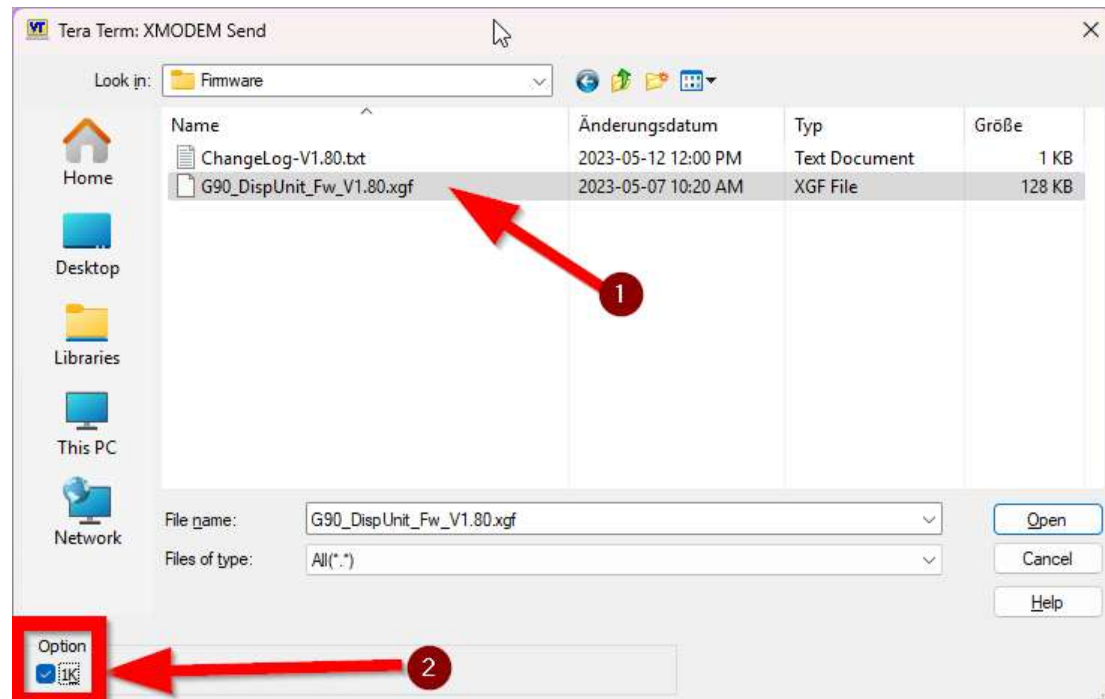 VT Tera Term: XMODEM Send
Look in: Firmware
Name Änderungsdatum Typ Größe
ChangeLog-V1.80.txt 2023-05-12 12:00 PM Text Document 1 KB
G90_DispUnit_Fw_V1.80.xgf 2023-05-07 10:20 AM XGF File 128 KB
Home
Desktop
1
Libraries
This PC
Network
File name: G90_DispUnit_Fw_V1.80.xgf Open
Files of type: All(*.*) Cancel
Help
Option
1K
2